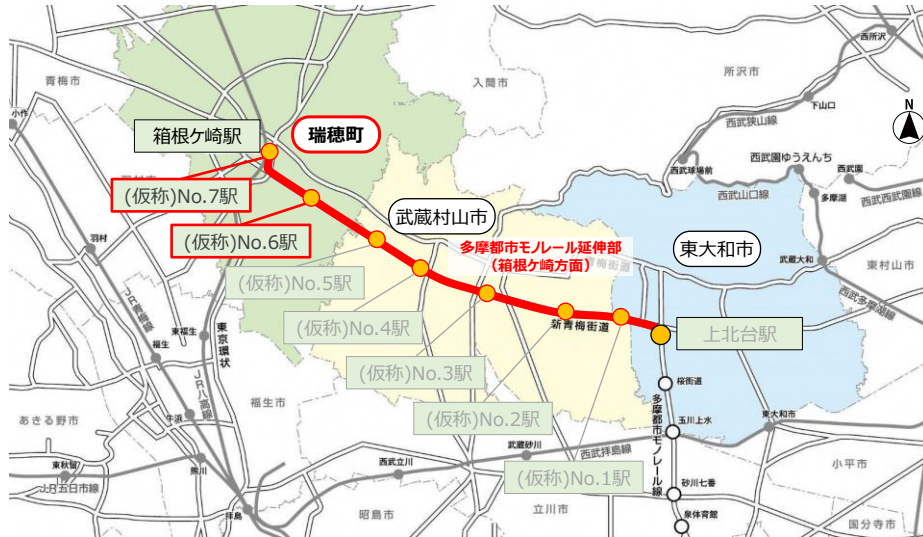 西所沢
青梅市
入間市
所沢市
下山口
西武狭山線
N
小作
箱根ケ崎駅
瑞穂町
西武球場前
西武園ゆうえんち
西武園
西武山口線
多摩湖
西武西武園線
(仮称)No.7駅
武蔵村山市
(仮称)No.6駅
多摩都市モノレール延伸部
(箱根ケ崎方面)
東大和市
羽村
武蔵大和
東村山市
(仮称)No.5駅
西武多摩湖線
JR青梅線
東福生
東京環状
(仮称)No.4駅
新青梅街道
上北台駅
福生
JR八高線
(仮称)No.3駅
桜街道
福生市
あきる野市
牛浜
(仮称)No.2駅
多摩都市モノレール線
玉川上水
東大和市
武蔵砂川
西武拝島線
東秋留
熊川
西武立川
(仮称)No.1駅
小平市
JR五日市線
砂川七番
拝島
昭島市
立川市
泉体育館
国分寺市